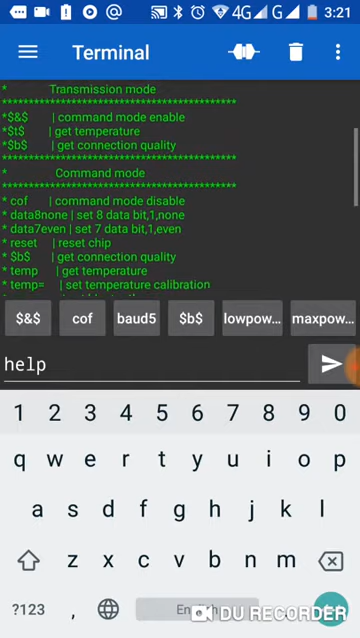 4G G 3:21
Terminal
* Transmission mode
******************************************
*$&$ | command mode enable
*$t$ | get temperature
*$b$ | get connection quality
******************************************
* Command mode
******************************************
* cof | command mode disable
* data8none | set 8 data bit,1,none
* data7even | set 7 data bit,1,even
* reset | reset chip
* $b$ | get connection quality
* temp | get temperature
* temp= | set temperature calibration
$&$ cof baud5 $b$ lowpow... maxpow...
help
1 2 3 4 5 6 7 8 9 0
q w e r t y u i o p
a s d f g h j k l
z x c v b n m
?123 , DU RECORDER